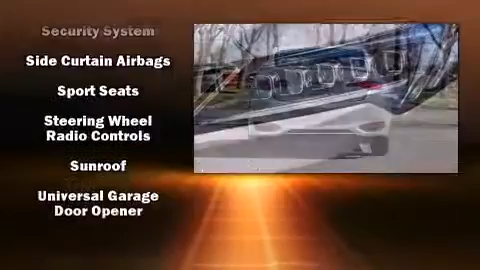 Security System
Side Curtain Airbags
Sport Seats
Steering Wheel
Radio Controls
Sunroof
Universal Garage
Door Opener